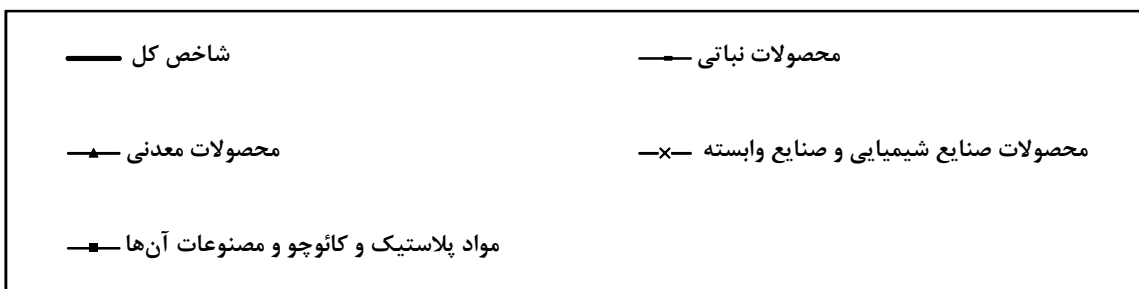 شاخص کل
محصولات نباتی
محصولات معدنی
محصولات صنایع شیمیایی و صنایع وابسته
مواد پلاستیک و کائوچو و مصنوعات آن‌ها